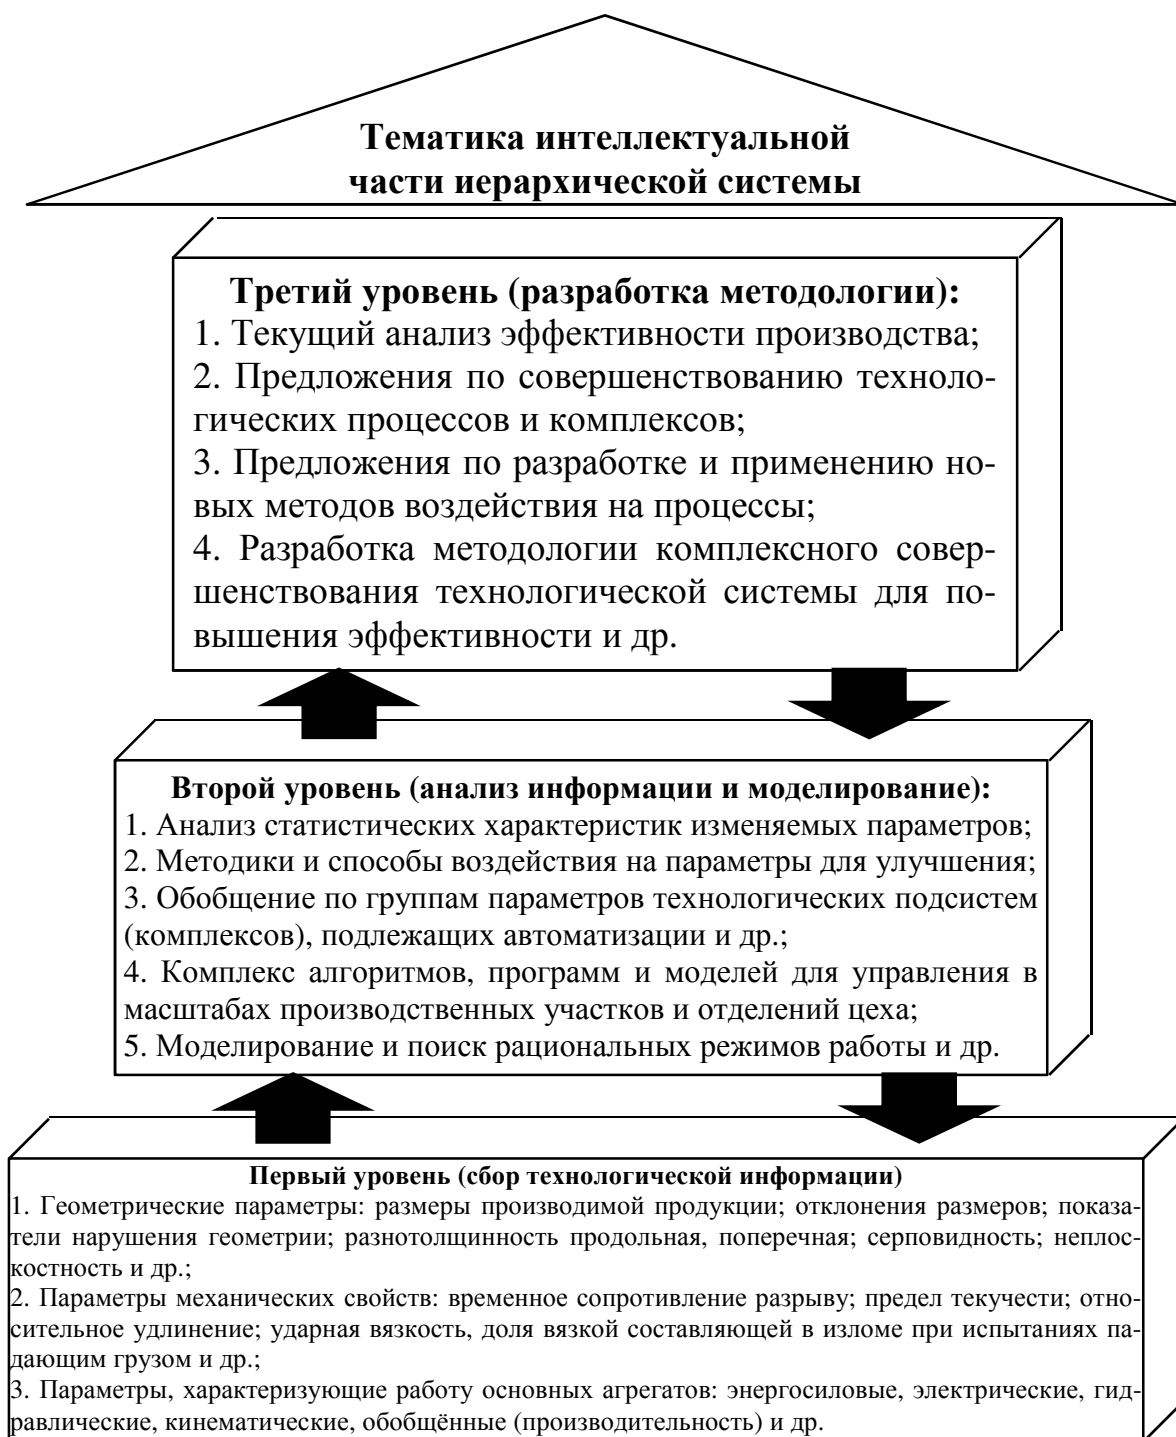 Тематика интеллектуальной
части иерархической системы
Третий уровень (разработка методологии):
1. Текущий анализ эффективности производства;
2. Предложения по совершенствованию техноло-
гических процессов и комплексов;
3. Предложения по разработке и применению но-
вых методов воздействия на процессы;
4. Разработка методологии комплексного совер-
шенствования технологической системы для по-
вышения эффективности и др.
Второй уровень (анализ информации и моделирование):
1. Анализ статистических характеристик изменяемых параметров;
2. Методики и способы воздействия на параметры для улучшения;
3. Обобщение по группам параметров технологических подсистем
(комплексов), подлежащих автоматизации и др.;
4. Комплекс алгоритмов, программ и моделей для управления в
масштабах производственных участков и отделений цеха;
5. Моделирование и поиск рациональных режимов работы и др.
Первый уровень (сбор технологической информации)
1. Геометрические параметры: размеры производимой продукции; отклонения размеров; показа-
тели нарушения геометрии; разнотолщинность продольная, поперечная; серповидность; неплос-
костность и др.;
2. Параметры механических свойств: временное сопротивление разрыву; предел текучести; отно-
сительное удлинение; ударная вязкость, доля вязкой составляющей в изломе при испытаниях па-
дающим грузом и др.;
3. Параметры, характеризующие работу основных агрегатов: энергосиловые, электрические, гид-
равлические, кинематические, обобщённые (производительность) и др.